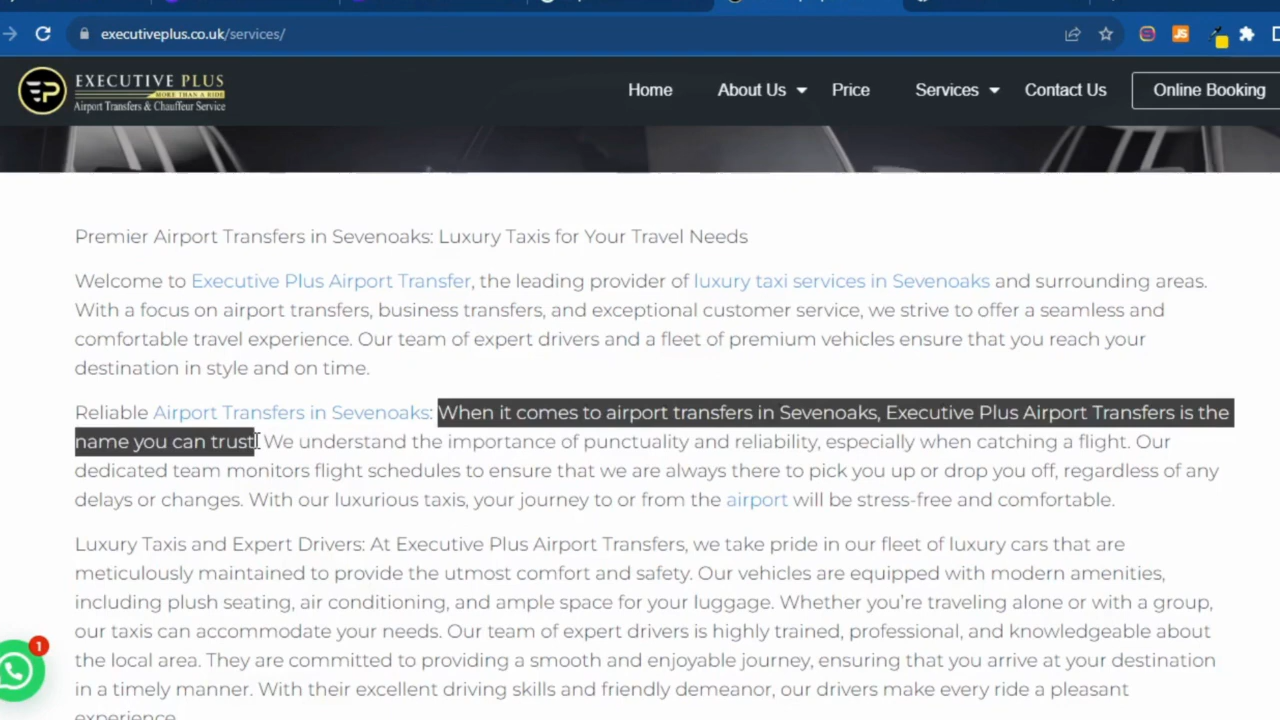 executiveplus.co.uk/services/
EXECUTIVE PLUS
MORE THAN A RIDE
Airport Transfers & Chauffeur Service
Home About Us Price Services Contact Us Online Booking
Premier Airport Transfers in Sevenoaks: Luxury Taxis for Your Travel Needs
Welcome to Executive Plus Airport Transfer, the leading provider of luxury taxi services in Sevenoaks and surrounding areas.
With a focus on airport transfers, business transfers, and exceptional customer service, we strive to offer a seamless and
comfortable travel experience. Our team of expert drivers and a fleet of premium vehicles ensure that you reach your
destination in style and on time.
Reliable Airport Transfers in Sevenoaks: When it comes to airport transfers in Sevenoaks, Executive Plus Airport Transfers is the
name you can trust. We understand the importance of punctuality and reliability, especially when catching a flight. Our
dedicated team monitors flight schedules to ensure that we are always there to pick you up or drop you off, regardless of any
delays or changes. With our luxurious taxis, your journey to or from the airport will be stress-free and comfortable.
Luxury Taxis and Expert Drivers: At Executive Plus Airport Transfers, we take pride in our fleet of luxury cars that are
meticulously maintained to provide the utmost comfort and safety. Our vehicles are equipped with modern amenities,
including plush seating, air conditioning, and ample space for your luggage. Whether you're traveling alone or with a group,
our taxis can accommodate your needs. Our team of expert drivers is highly trained, professional, and knowledgeable about
the local area. They are committed to providing a smooth and enjoyable journey, ensuring that you arrive at your destination
in a timely manner. With their excellent driving skills and friendly demeanor, our drivers make every ride a pleasant
experience.
1
JS